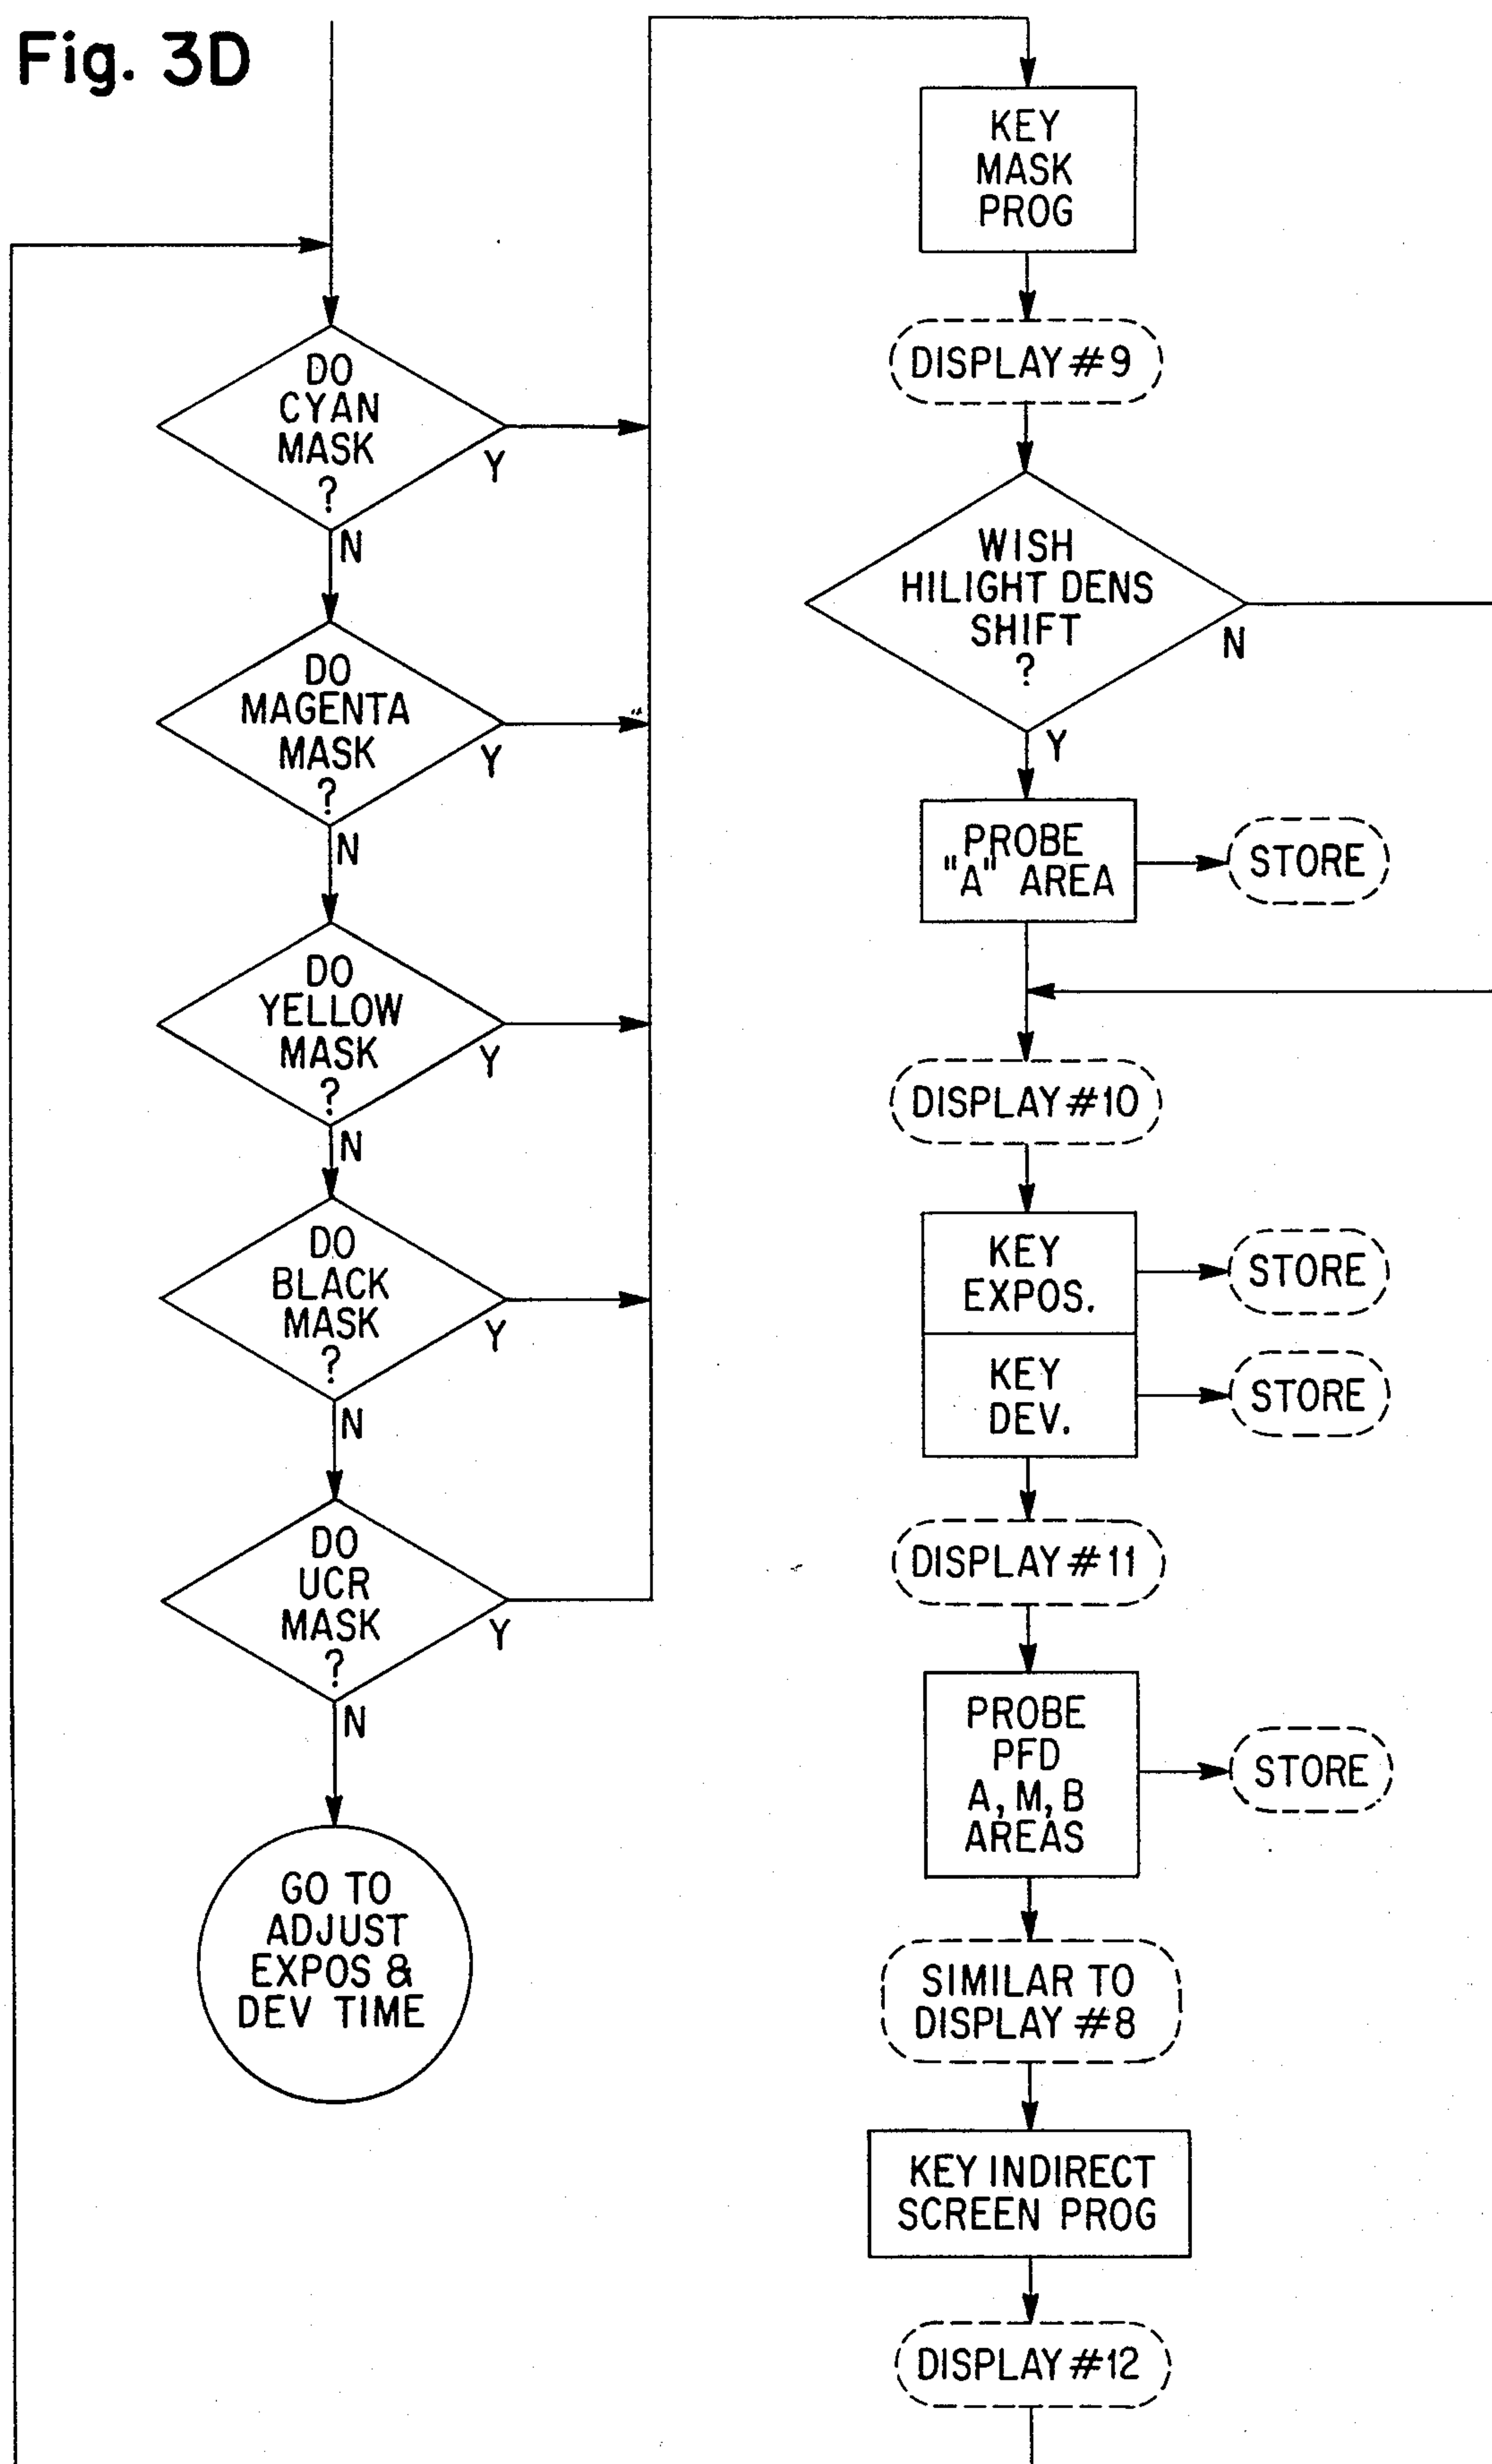 Fig. 3D
DO
CYAN
MASK
?
Y
N
DO
MAGENTA
MASK
?
Y
N
DO
YELLOW
MASK
?
Y
N
DO
BLACK
MASK
?
Y
N
DO
UCR
MASK
?
Y
N
GO TO
ADJUST
EXPOS &
DEV TIME
KEY
MASK
PROG
DISPLAY #9
WISH
HILIGHT DENS
SHIFT
?
N
Y
PROBE
"A" AREA
STORE
DISPLAY #10
KEY
EXPOS.
STORE
KEY
DEV.
STORE
DISPLAY #11
PROBE
PFD
A, M, B
AREAS
STORE
SIMILAR TO
DISPLAY #8
KEY INDIRECT
SCREEN PROG
DISPLAY #12